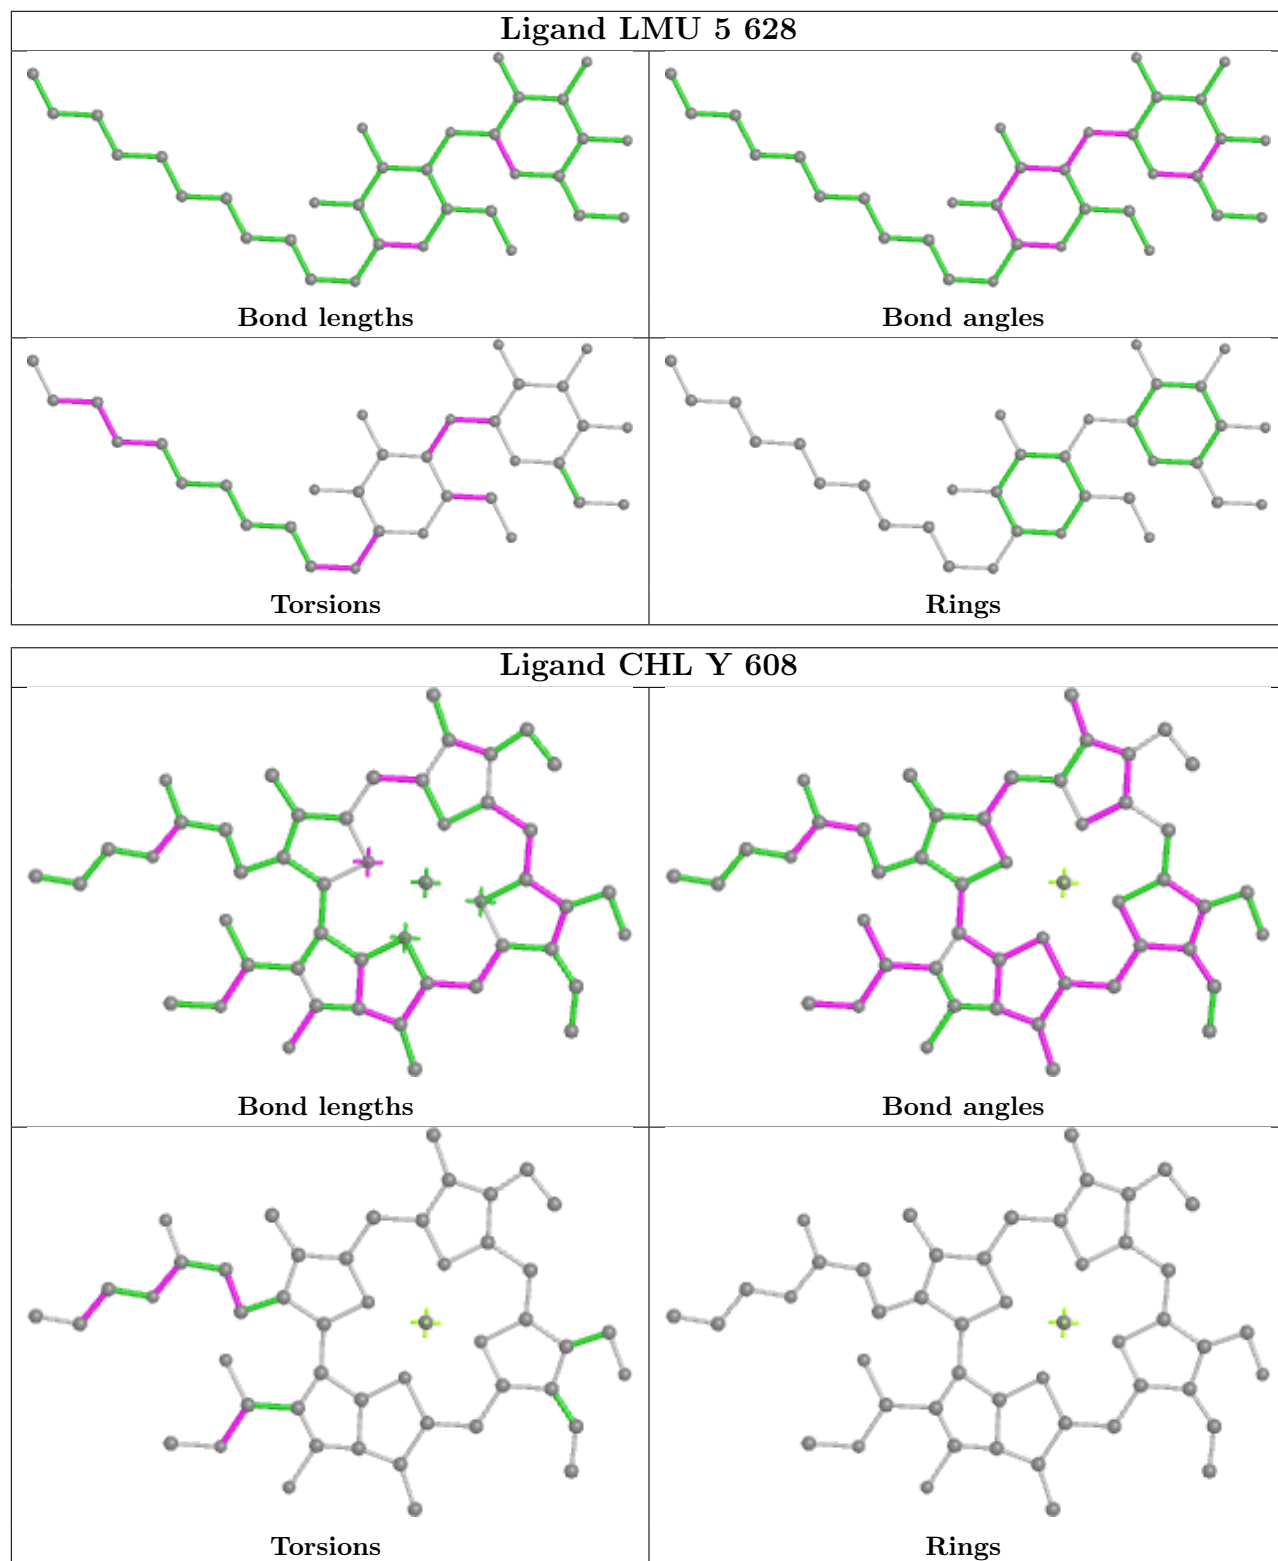 Ligand LMU 5 628
Bond lengths
Bond angles
Torsions
Rings
Ligand CHL Y 608
Bond lengths
Bond angles
Torsions
Rings